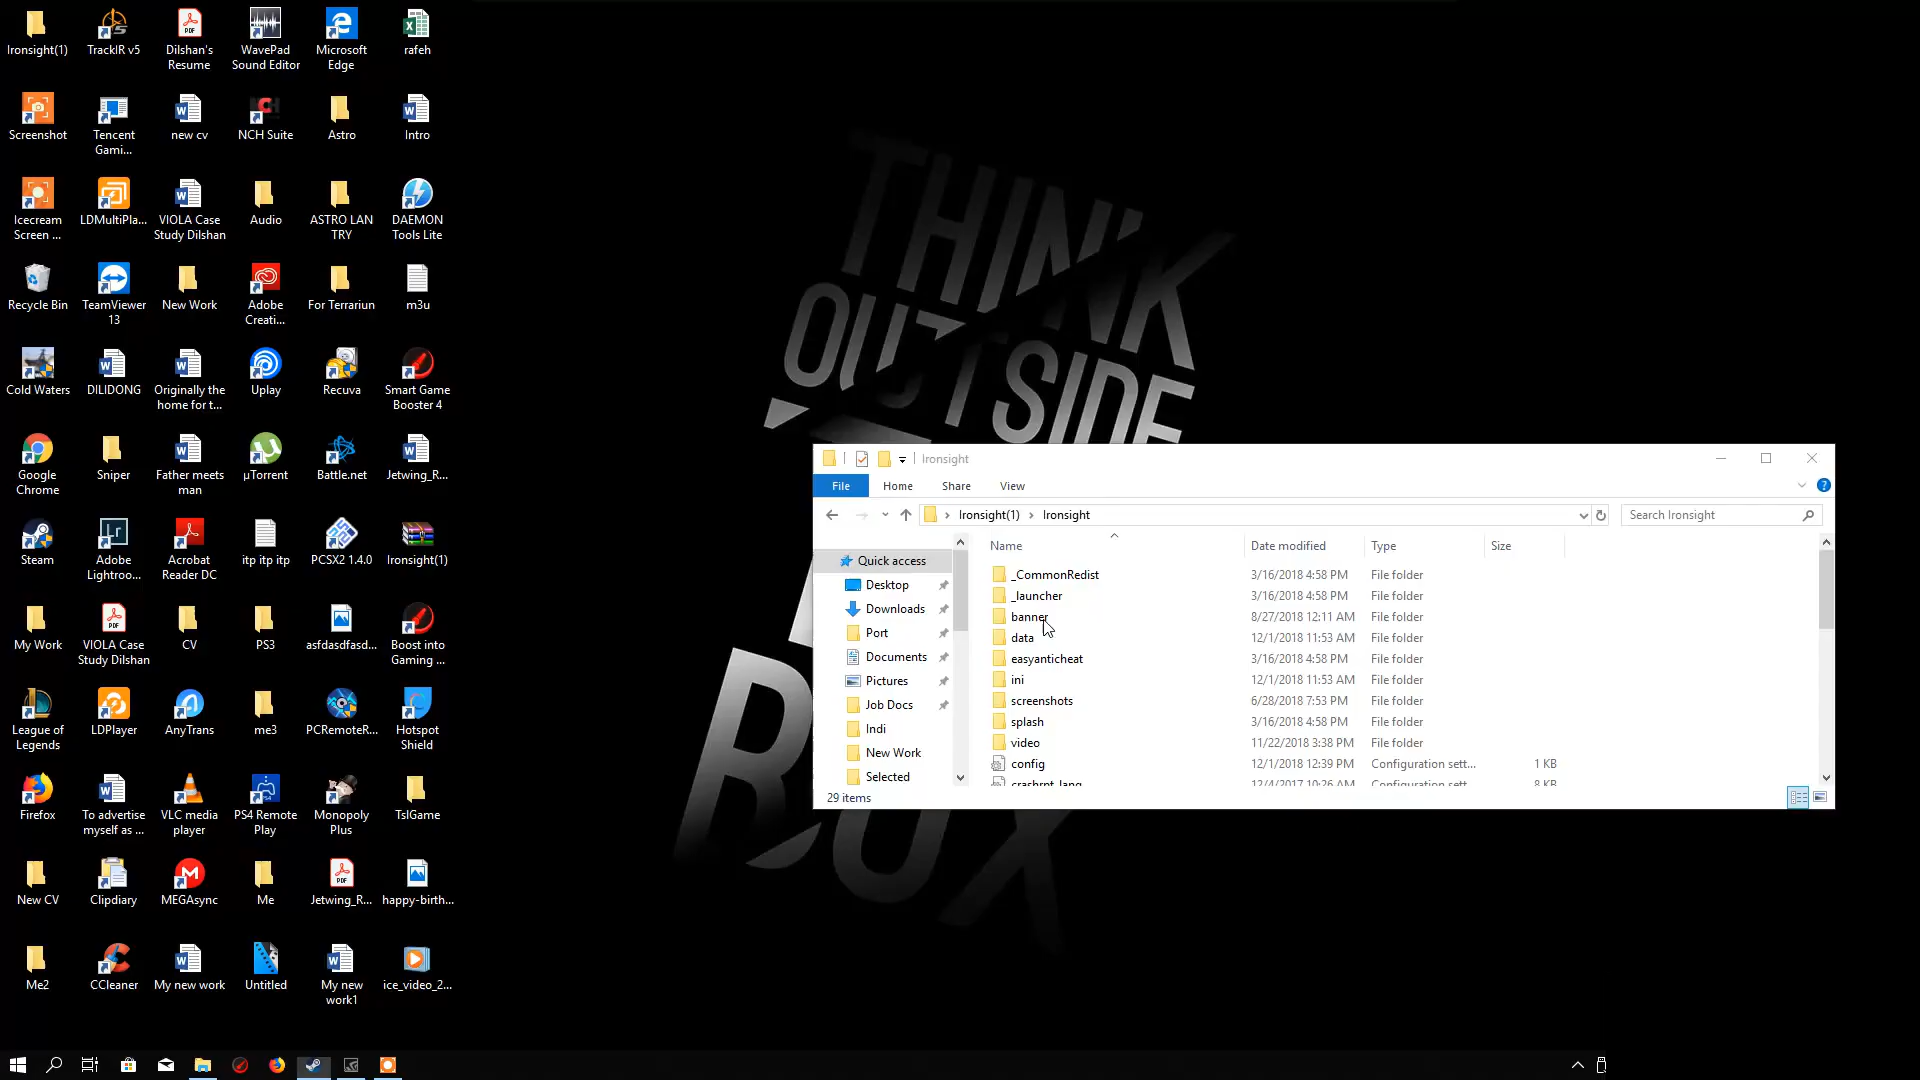 Ironsight(1)
TrackIR v5
Dilshan's
Resume
WavePad
Sound Editor
Microsoft
Edge
rafeh
Screenshot
Tencent
Gami...
new cv
NCH Suite
Astro
Intro
Icecream
Screen ...
LDMultiPla...
VIOLA Case
Study Dilshan
Audio
ASTRO LAN
TRY
DAEMON
Tools Lite
Recycle Bin
TeamViewer
13
New Work
Adobe
Creati...
For Terrariun
m3u
Cold Waters
DILIDONG
Originally the
home for t...
Uplay
Recuva
Smart Game
Booster 4
Google
Chrome
Sniper
Father meets
man
µTorrent
Battle.net
Jetwing_R...
Steam
Adobe
Lightroo...
Acrobat
Reader DC
itp itp itp
PCSX2 1.4.0
Ironsight(1)
My Work
VIOLA Case
Study Dilshan
CV
PS3
asfdasdfasd...
Boost into
Gaming ...
League of
Legends
LDPlayer
AnyTrans
me3
PCRemoteR...
Hotspot
Shield
Firefox
To advertise
myself as ...
VLC media
player
PS4 Remote
Play
Monopoly
Plus
TslGame
New CV
Clipdiary
MEGAsync
Me
Jetwing_R...
happy-birth...
Me2
CCleaner
My new work
Untitled
My new
work1
ice_video_2...
THINK
OUTSIDE
Ironsight
File
Home
Share
View
Ironsight(1) > Ironsight
Search Ironsight
Quick access
Desktop
Downloads
Port
Documents
Pictures
Job Docs
Indi
New Work
Selected
Name Date modified Type Size
_CommonRedist 3/16/2018 4:58 PM File folder
_launcher 3/16/2018 4:58 PM File folder
banner 8/27/2018 12:11 AM File folder
data 12/1/2018 11:53 AM File folder
easyanticheat 3/16/2018 4:58 PM File folder
ini 12/1/2018 11:53 AM File folder
screenshots 6/28/2018 7:53 PM File folder
splash 3/16/2018 4:58 PM File folder
video 11/22/2018 3:38 PM File folder
config 12/1/2018 12:39 PM Configuration sett... 1 KB
crashrpt_lang 12/4/2017 10:26 AM Configuration sett... 8 KB
29 items